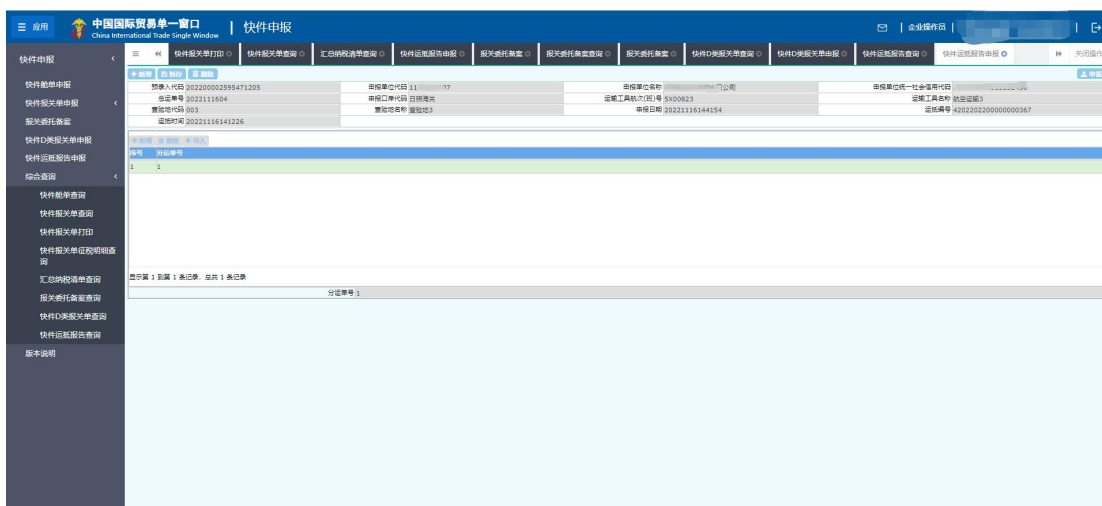 应用
中国国际贸易单一窗口
China International Trade Single Window
快件申报
企业操作员
快件申报
快件舱单申报
快件报关单申报
报关委托备案
快件D类报关单申报
快件运抵报告申报
综合查询
快件舱单查询
快件报关单查询
快件报关单打印
快件报关单征税明细查
询
汇总纳税清单查询
报关委托备案查询
快件D类报关单查询
快件运抵报告查询
版本说明
快件关单打印 快件报关单查询 汇总纳税清单查询 快件运抵报告申报 报关委托备案 报关委托备案查询 报关委托备案 快件D类报关单查询 快件D类报关单申报 快件运抵报告查询 快件运抵报告申报 关闭操作
新增 暂存 删除 申报
预录入代码 202200002595471205 申报单位代码 11 77 申报单位名称 门公司 申报单位统一社会信用代码
总运单号 2022111604 申报口岸代码 日照海关 运输工具航次(班)号 SX00823 运输工具名称 航空运输3
查验地代码 003 查验地名称 查验地3 申报日期 20221116144154 运抵编号 4202202200000000367
运抵时间 20221116141226
新增 删除 导入
序号 分运单号
1 1
显示第 1 到第 1 条记录，总共 1 条记录
分运单号 1